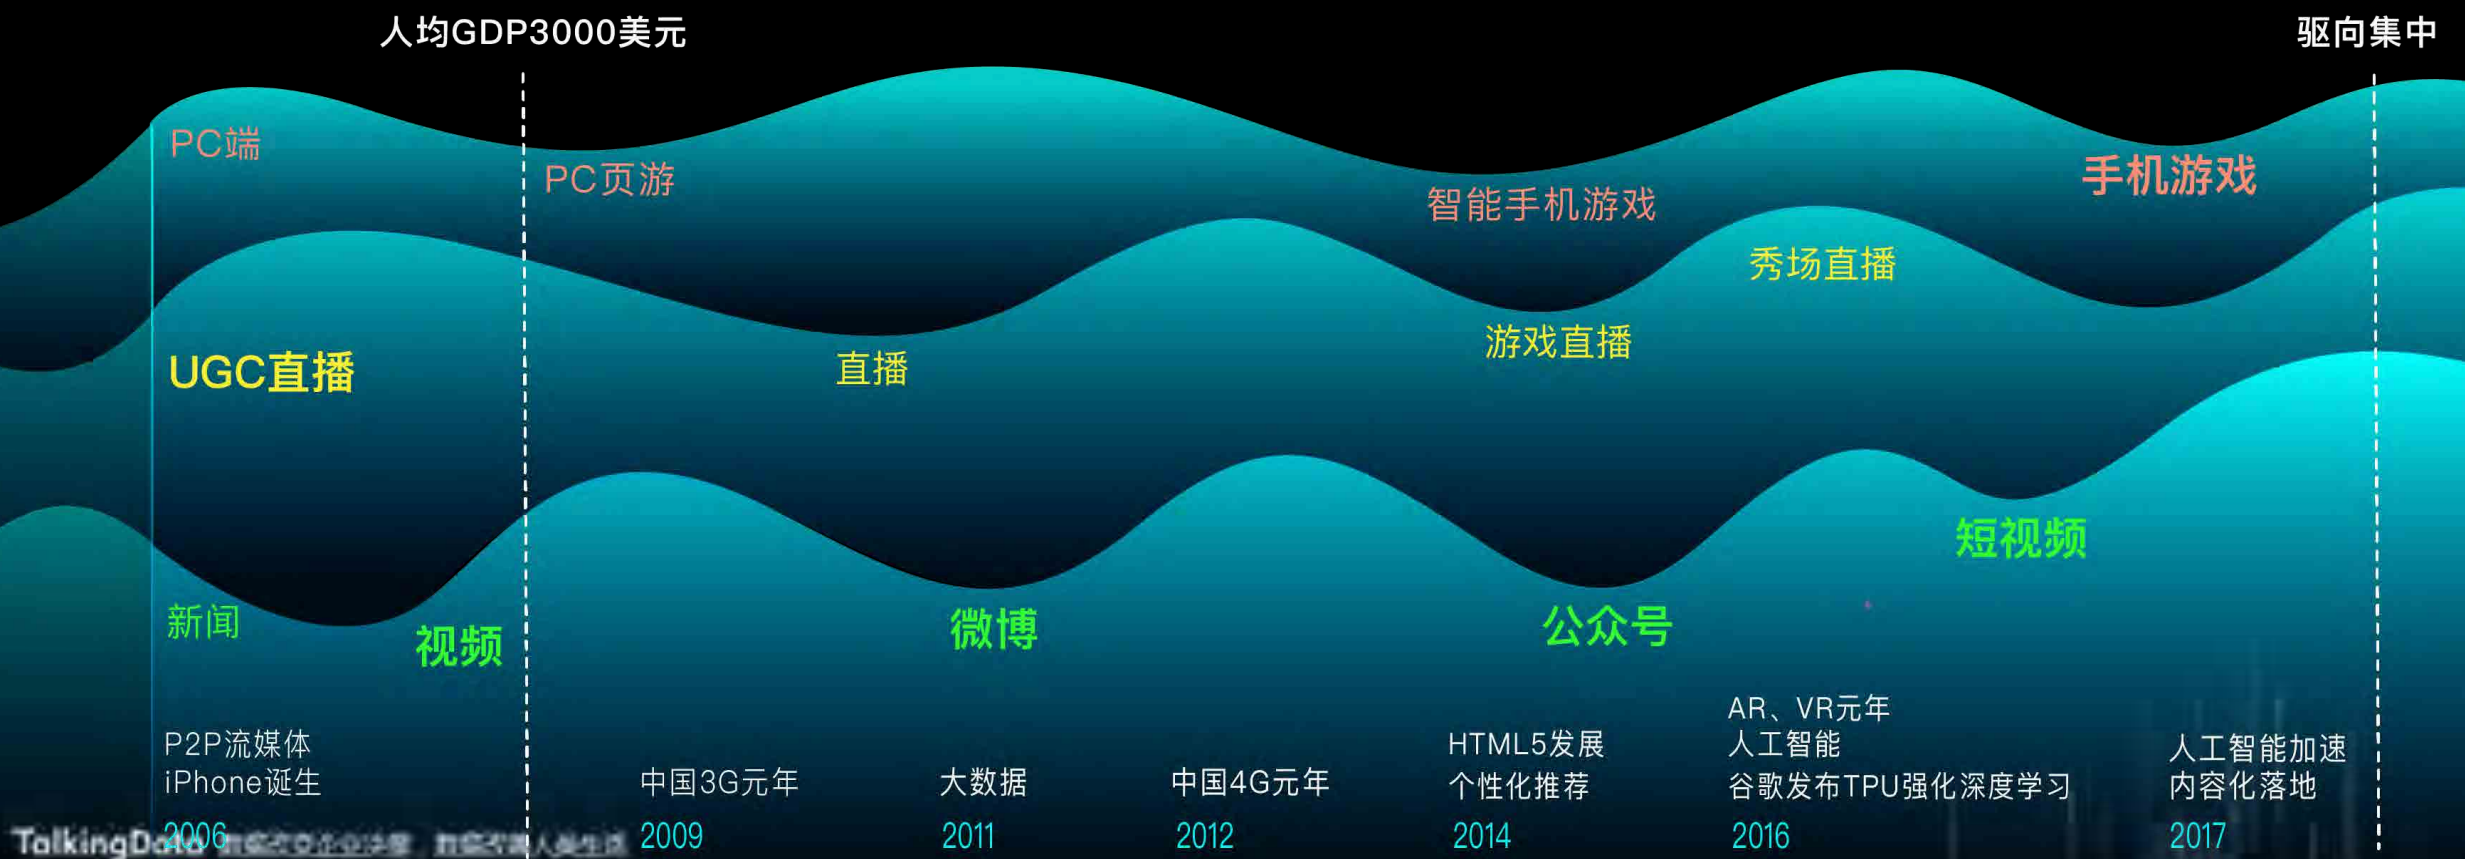 人均GDP3000美元
驱向集中
PC端
PC页游
智能手机游戏
手机游戏
UGC直播
直播
游戏直播
秀场直播
新闻
视频
微博
公众号
短视频
P2P流媒体
iPhone诞生
2006
中国3G元年
2009
大数据
2011
中国4G元年
2012
HTML5发展
个性化推荐
2014
AR、VR元年
人工智能
谷歌发布TPU强化深度学习
2016
人工智能加速
内容化落地
2017
TalkingData